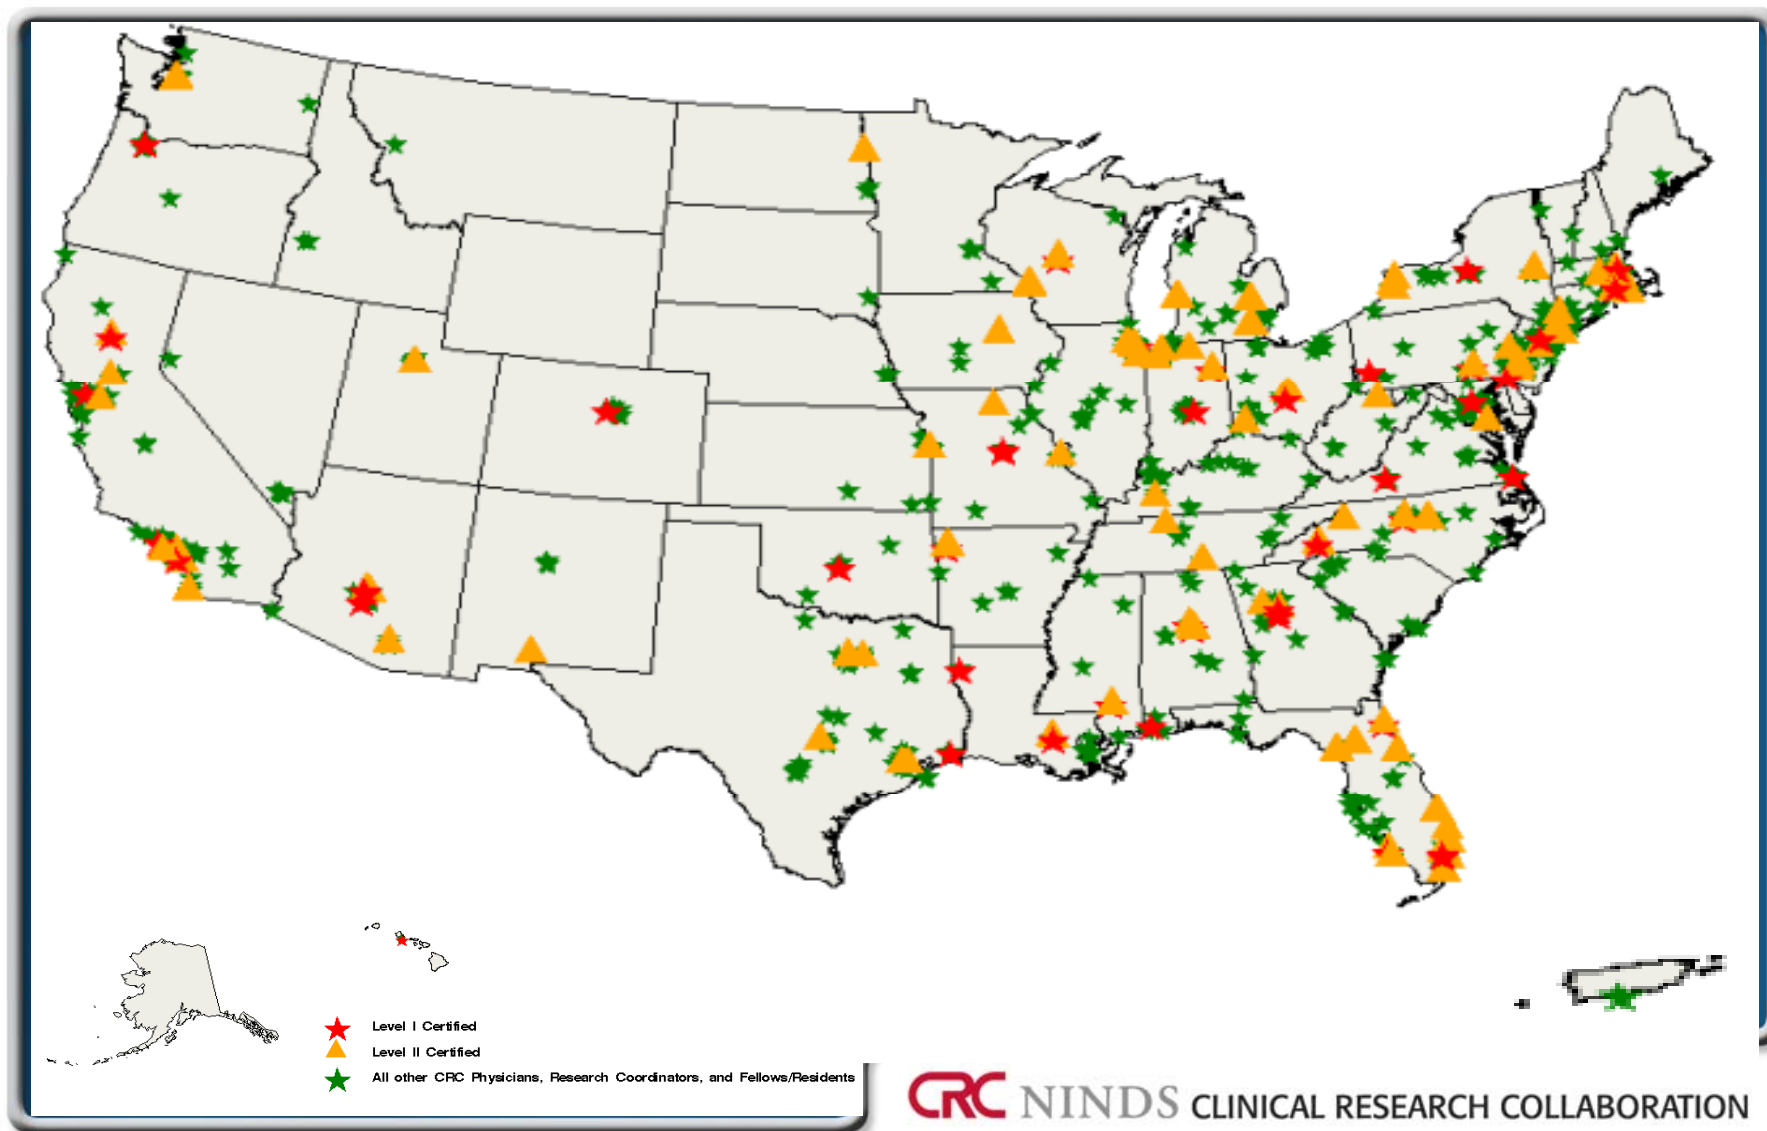 Level I Certified
Level II Certified
All other CRC Physicians, Research Coordinators, and Fellows/Residents
CRC NINDS CLINICAL RESEARCH COLLABORATION